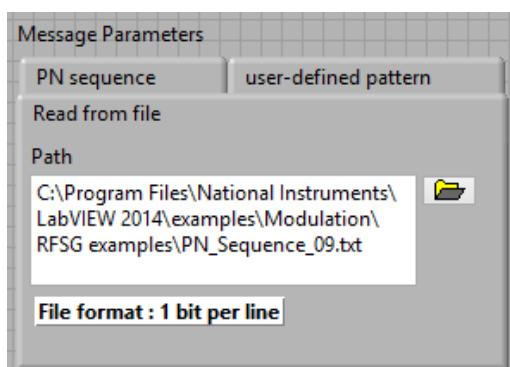 Message Parameters
PN sequence
user-defined pattern
Read from file
Path
C:\Program Files\National Instruments\
LabVIEW 2014\examples\Modulation\
RFSG examples\PN_Sequence_09.txt
File format : 1 bit per line